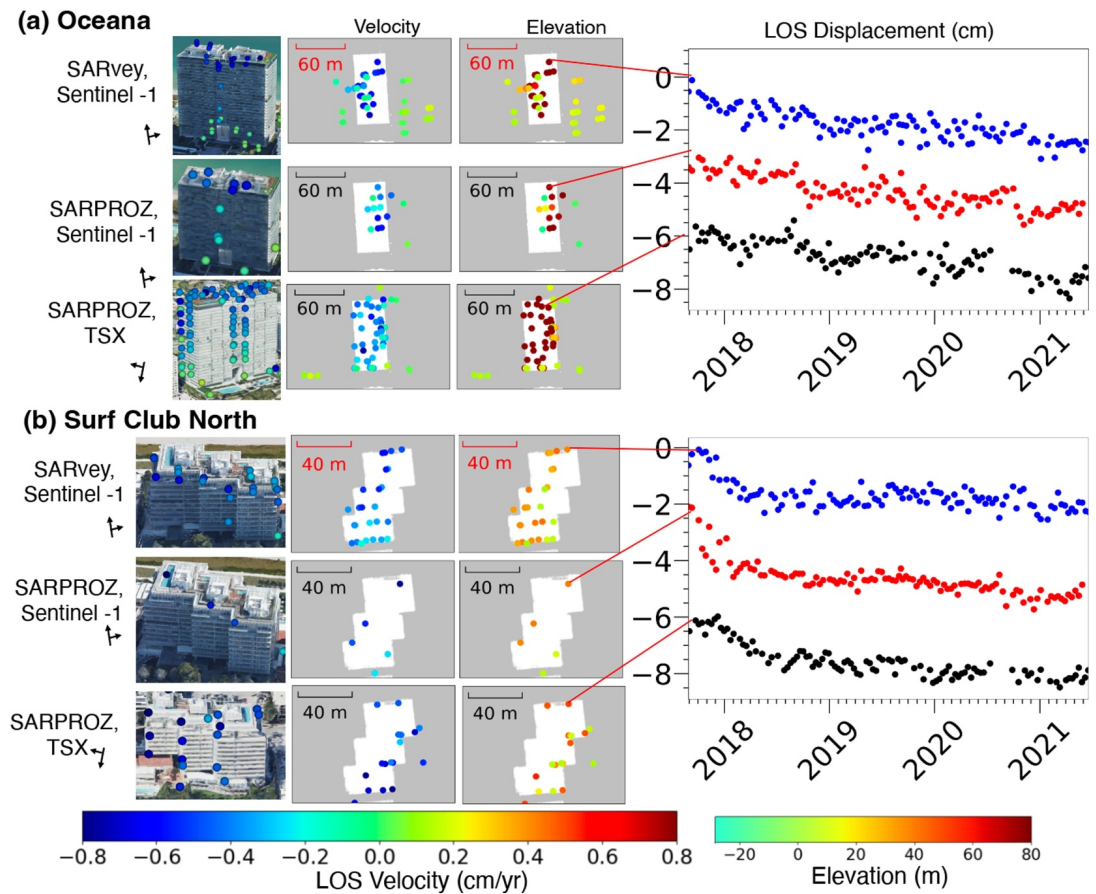 (a) Oceana
Velocity
Elevation
LOS Displacement (cm)
SARvey,
Sentinel -1
60 m
60 m
SARPROZ,
Sentinel -1
60 m
60 m
SARPROZ,
TSX
60 m
60 m
0
−2
−4
−6
−8
2018
2019
2020
2021
(b) Surf Club North
SARvey,
Sentinel -1
40 m
40 m
SARPROZ,
Sentinel -1
40 m
40 m
SARPROZ,
TSX
40 m
40 m
0
−2
−4
−6
−8
2018
2019
2020
2021
−0.8 −0.6 −0.4 −0.2 0.0 0.2 0.4 0.6 0.8
LOS Velocity (cm/yr)
−20 0 20 40 60 80
Elevation (m)